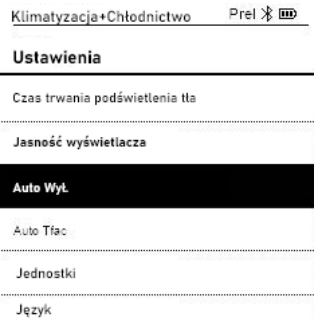 Klimatyzacja+Chłodnictwo Prel
Ustawienia
Czas trwania podświetlenia tła
Jasność wyświetlacza
Auto Wył.
Auto Tfac
Jednostki
Język